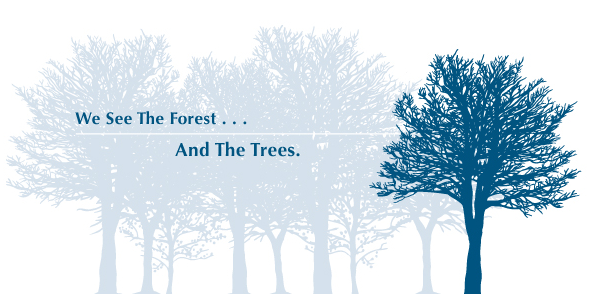 We See The Forest . . .
And The Trees.